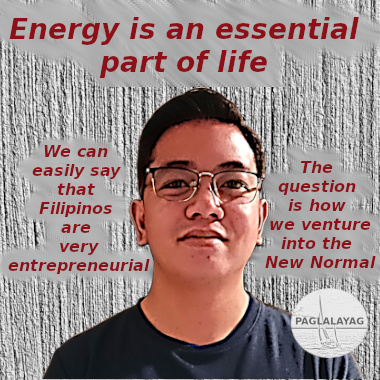 Energy is an essential
part of life
We can
easily say
that
Filipinos
are
very
entrepreneurial
The
question
is how
we venture
into the
New Normal
PAGLALAYAG